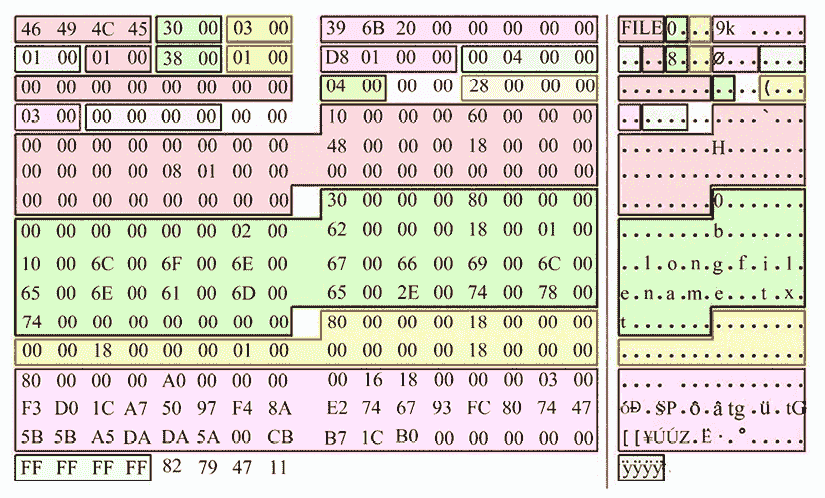 46 49 4C 45 30 00 03 00 39 6B 20 00 00 00 00 00 FILE0...9k .....
01 00 01 00 38 00 01 00 D8 01 00 00 00 04 00 00 ....8...Ø.......
00 00 00 00 00 00 00 00 04 00 00 00 28 00 00 00 ............(...
03 00 00 00 00 00 00 00 10 00 00 00 60 00 00 00 ............`...
00 00 00 00 00 00 00 00 48 00 00 00 18 00 00 00 ........H.......
00 00 00 00 08 01 00 00 00 00 00 00 00 00 00 00 ................
00 00 00 00 00 00 00 00 30 00 00 00 80 00 00 00 ........0.......
00 00 00 00 00 00 02 00 62 00 00 00 18 00 01 00 ........b.......
10 00 6C 00 6F 00 6E 00 67 00 66 00 69 00 6C 00 ..l.o.n.g.f.i.l.
65 00 6E 00 61 00 6D 00 65 00 2E 00 74 00 78 00 e.n.a.m.e...t.x.
74 00 00 00 00 00 00 00 80 00 00 00 18 00 00 00 t...............
00 00 18 00 00 00 01 00 00 00 00 00 18 00 00 00 ................
80 00 00 00 A0 00 00 00 00 16 18 00 00 00 03 00 .... ...........
F3 D0 1C A7 50 97 F4 8A E2 74 67 93 FC 80 74 47 óÐ.§P.ô.âtg.ü.tG
5B 5B A5 DA DA 5A 00 CB B7 1C B0 00 00 00 00 00 [[¥ÚÚZ.Ë·.°.....
FF FF FF FF 82 79 47 11 ÿÿÿÿ